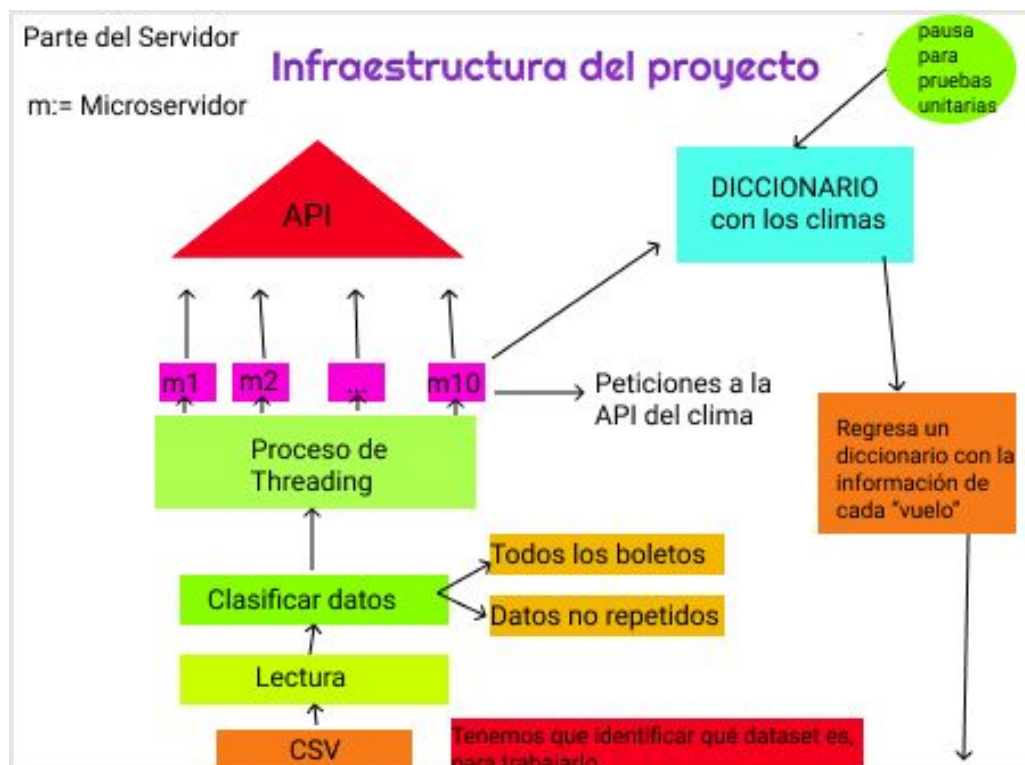 Parte del Servidor
Infraestructura del proyecto
m:= Microservidor
pausa
para
pruebas
unitarias
API
DICCIONARIO
con los climas
m1
m2
...
m10
Peticiones a la
API del clima
Proceso de
Threading
Regresa un
diccionario con la
información de
cada "vuelo"
Todos los boletos
Clasificar datos
Datos no repetidos
Lectura
CSV
Tenemos que identificar qué dataset es,
para trabajarlo